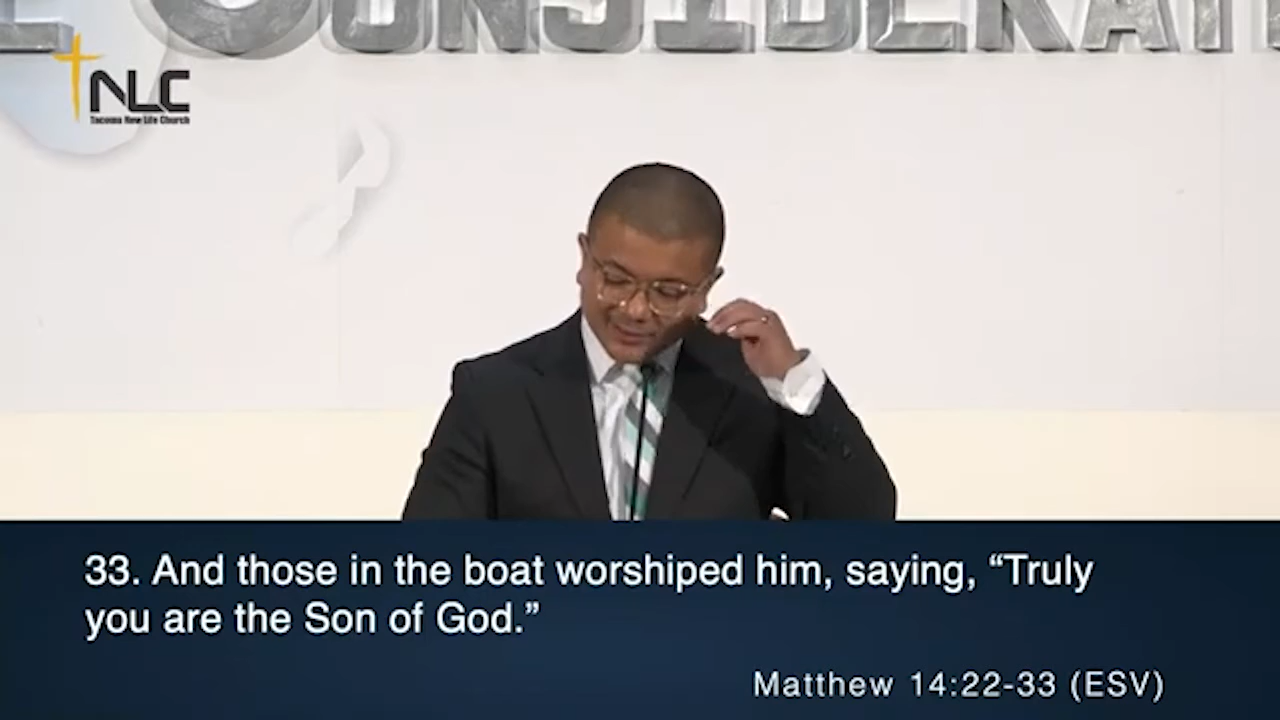 CONSIDERATI
NLC
Tacoma New Life Church
33. And those in the boat worshiped him, saying, “Truly
you are the Son of God.”
Matthew 14:22-33 (ESV)